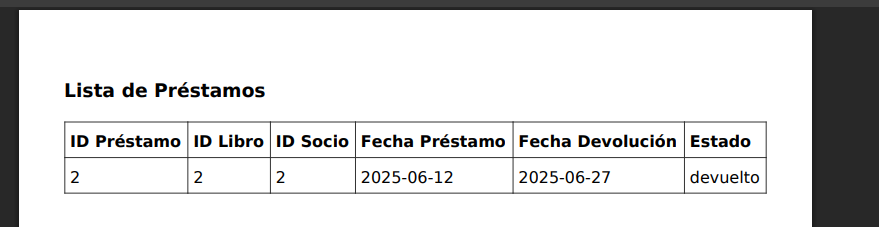 Lista de Préstamos
ID Préstamo ID Libro ID Socio Fecha Préstamo Fecha Devolución Estado
2 2 2 2025-06-12 2025-06-27 devuelto